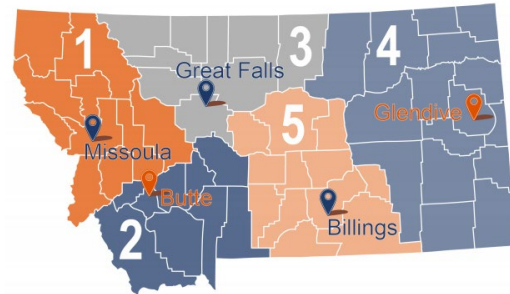 1
3
4
Great Falls
Glendive
5
Missoula
Butte
2
Billings